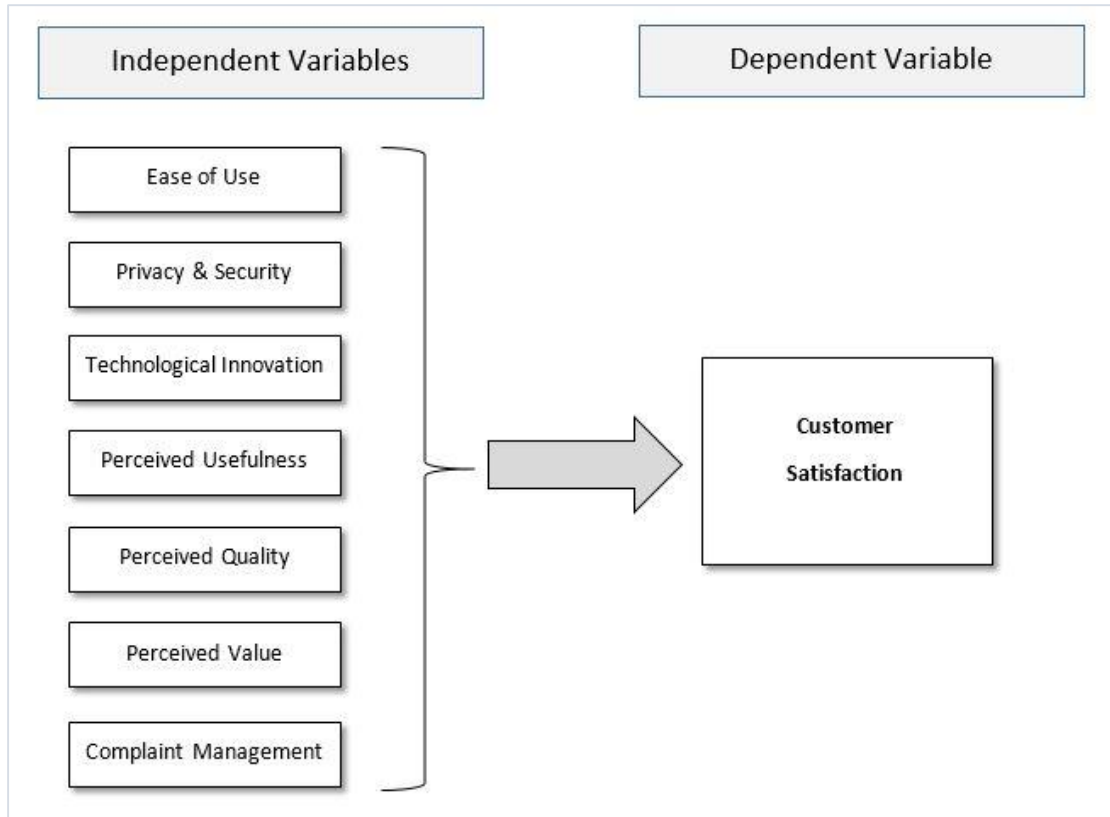 Independent Variables
Dependent Variable
Ease of Use
Privacy & Security
Technological Innovation
Perceived Usefulness
Perceived Quality
Perceived Value
Complaint Management
Customer
Satisfaction